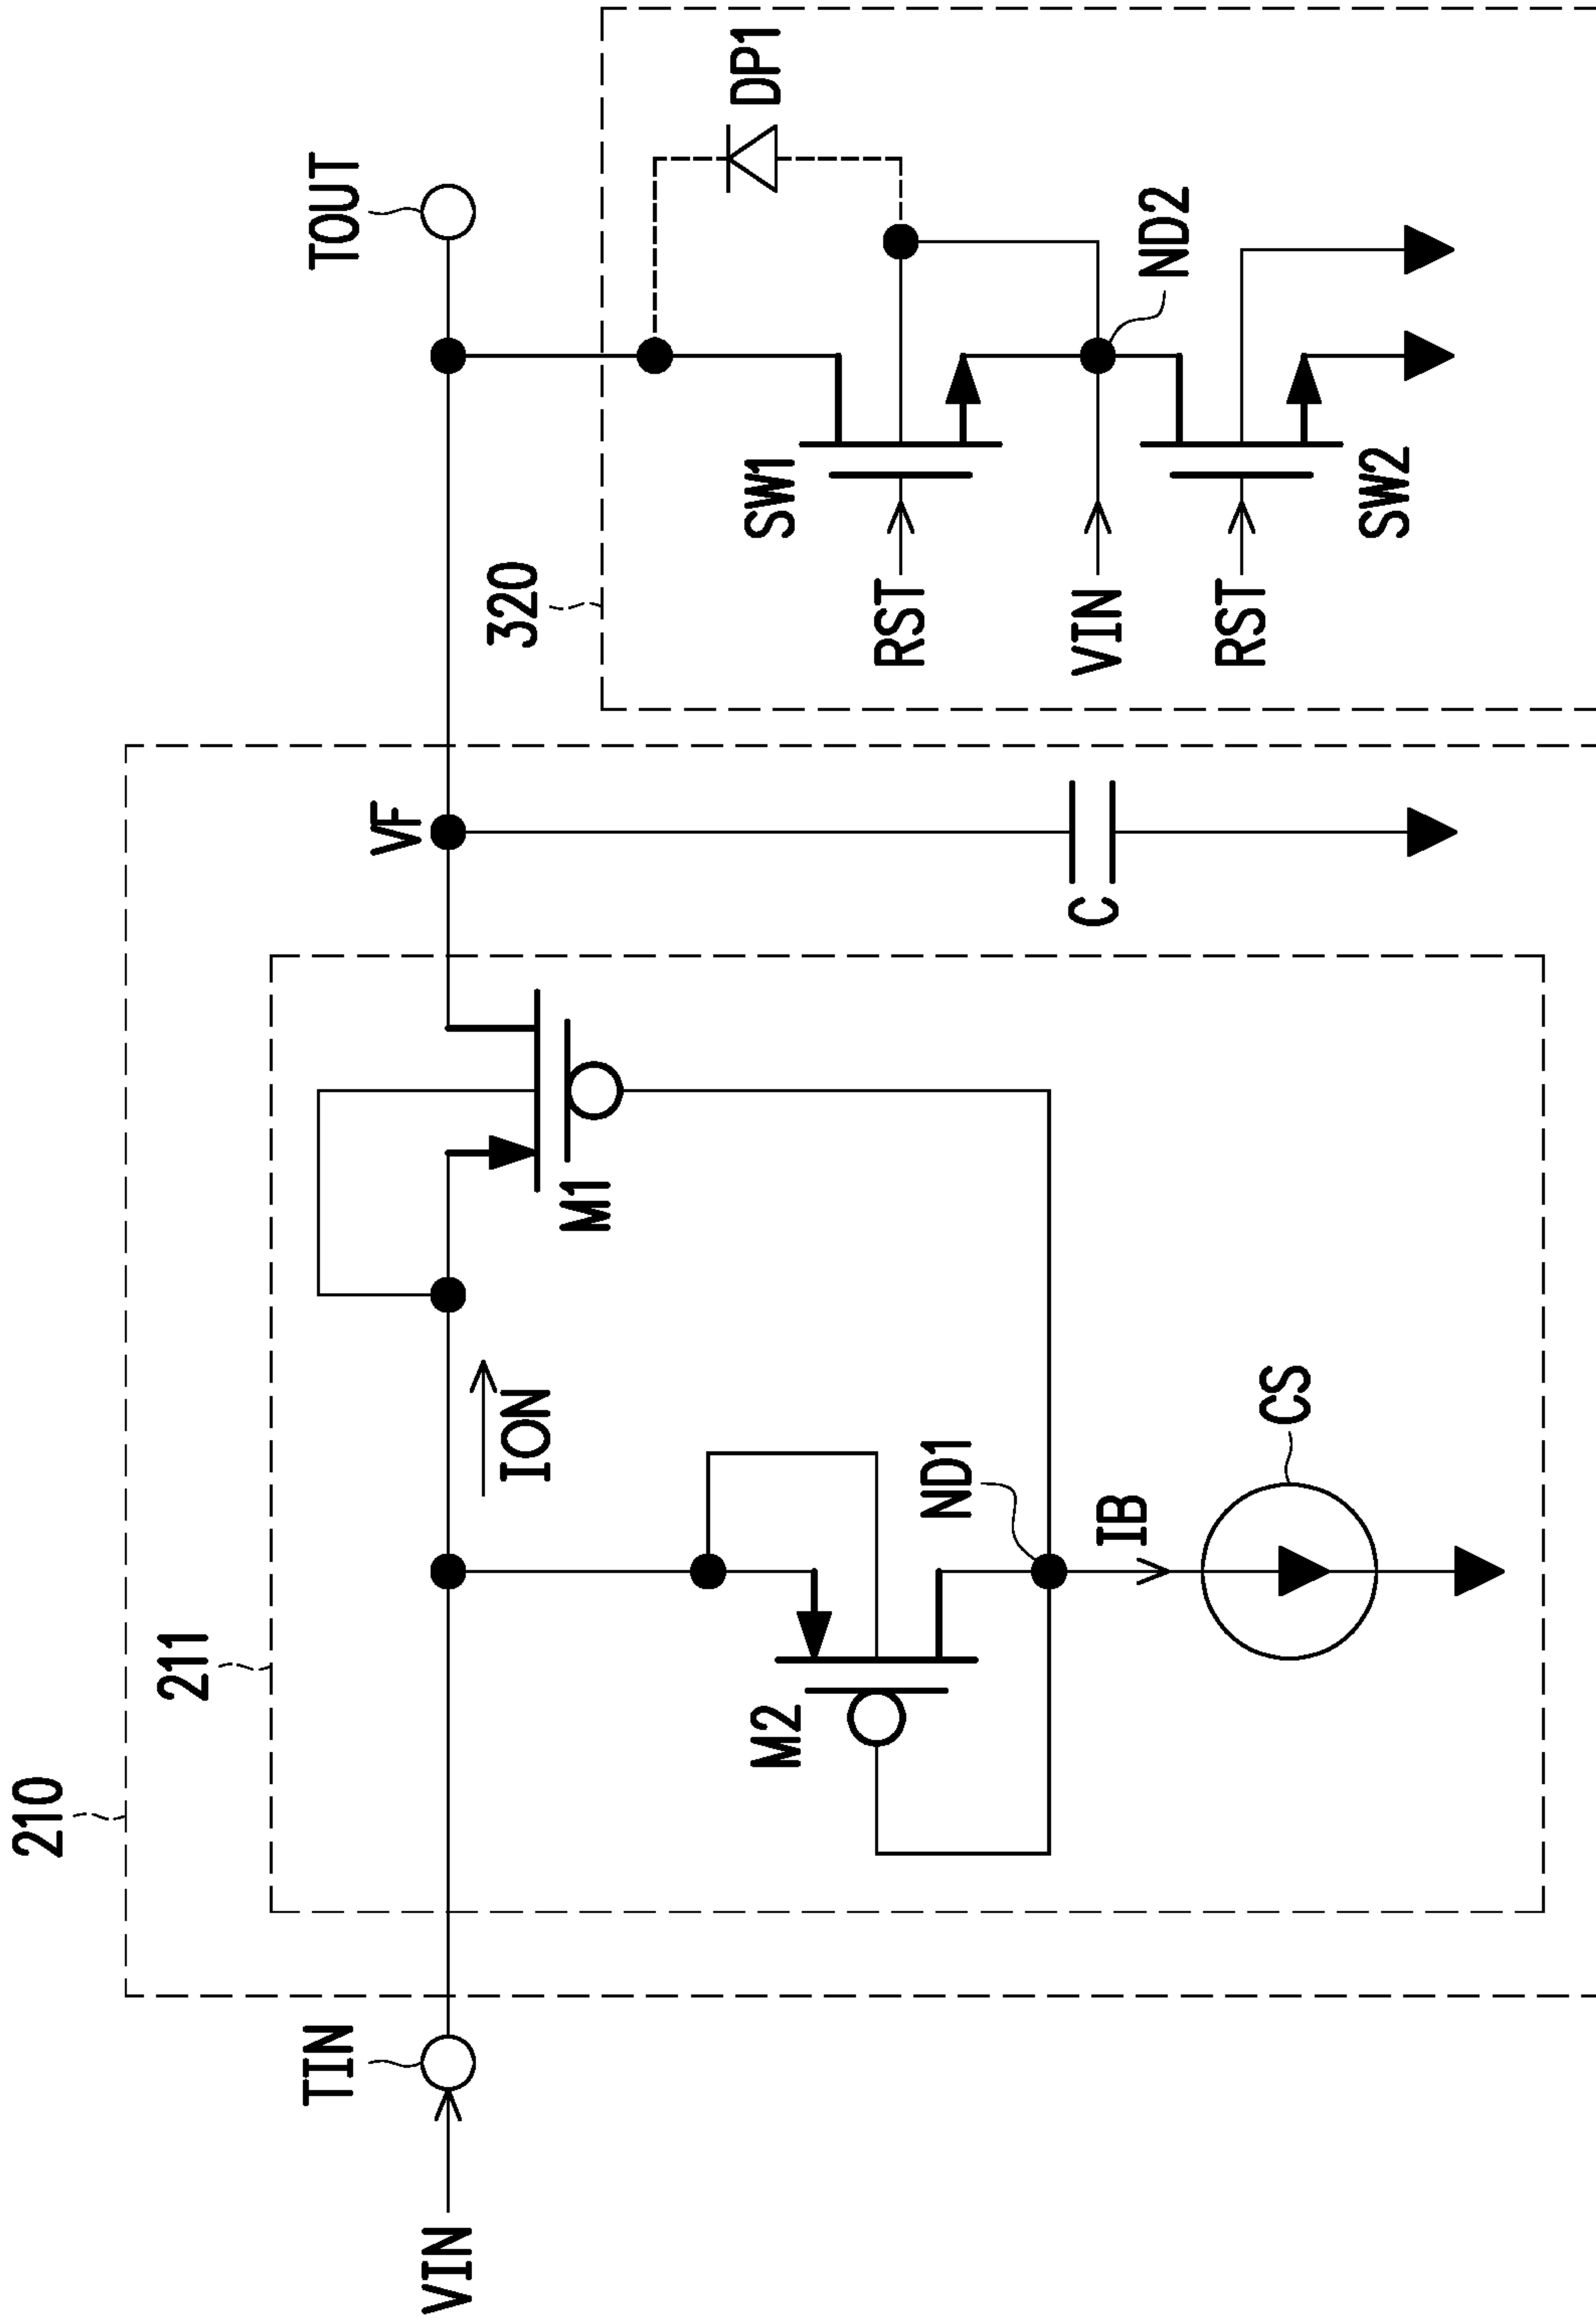 210
211
VIN
TIN
ION
M1
M2
ND1
IB
CS
VF
C
TOUT
320
DP1
SW1
RST
VIN
ND2
RST
SW2